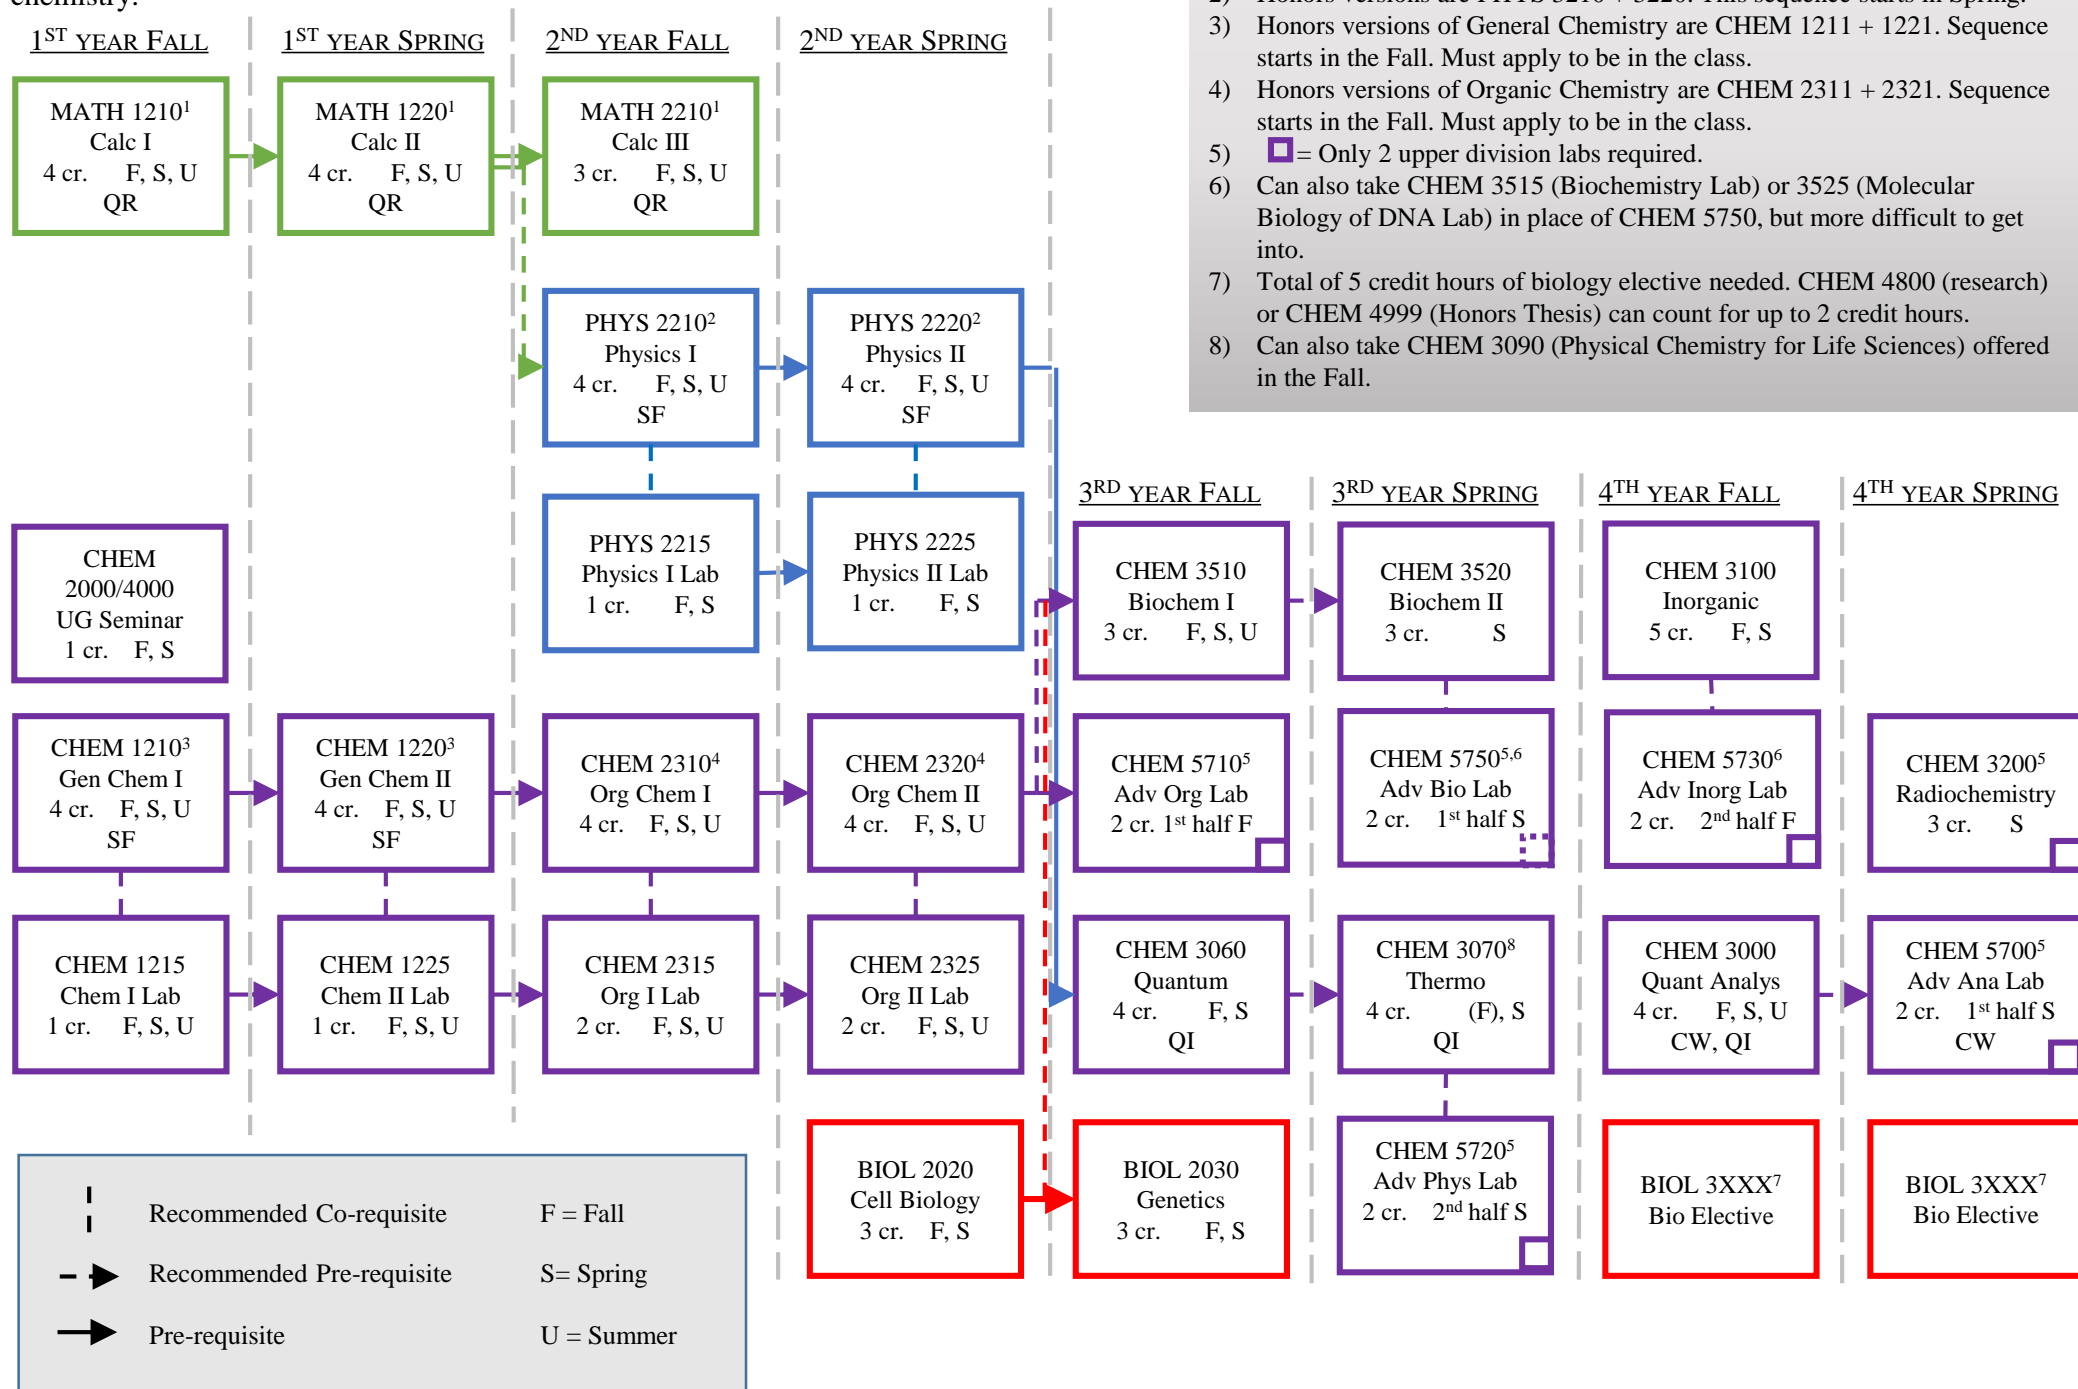 chemistry.
2) Honors versions are PHYS 3210 + 3220. This sequence starts in Spring.
3) Honors versions of General Chemistry are CHEM 1211 + 1221. Sequence
starts in the Fall. Must apply to be in the class.
4) Honors versions of Organic Chemistry are CHEM 2311 + 2321. Sequence
starts in the Fall. Must apply to be in the class.
5) = Only 2 upper division labs required.
6) Can also take CHEM 3515 (Biochemistry Lab) or 3525 (Molecular
Biology of DNA Lab) in place of CHEM 5750, but more difficult to get
into.
7) Total of 5 credit hours of biology elective needed. CHEM 4800 (research)
or CHEM 4999 (Honors Thesis) can count for up to 2 credit hours.
8) Can also take CHEM 3090 (Physical Chemistry for Life Sciences) offered
in the Fall.
1ST YEAR FALL
1ST YEAR SPRING
2ND YEAR FALL
2ND YEAR SPRING
MATH 1210¹
Calc I
4 cr. F, S, U
QR
MATH 1220¹
Calc II
4 cr. F, S, U
QR
MATH 2210¹
Calc III
3 cr. F, S, U
QR
PHYS 2210²
Physics I
4 cr. F, S, U
SF
PHYS 2220²
Physics II
4 cr. F, S, U
SF
3RD YEAR FALL
3RD YEAR SPRING
4TH YEAR FALL
4TH YEAR SPRING
CHEM
2000/4000
UG Seminar
1 cr. F, S
PHYS 2215
Physics I Lab
1 cr. F, S
PHYS 2225
Physics II Lab
1 cr. F, S
CHEM 3510
Biochem I
3 cr. F, S, U
CHEM 3520
Biochem II
3 cr. S
CHEM 3100
Inorganic
5 cr. F, S
CHEM 1210³
Gen Chem I
4 cr. F, S, U
SF
CHEM 1220³
Gen Chem II
4 cr. F, S, U
SF
CHEM 2310⁴
Org Chem I
4 cr. F, S, U
CHEM 2320⁴
Org Chem II
4 cr. F, S, U
CHEM 5710⁵
Adv Org Lab
2 cr. 1st half F
CHEM 5750⁵,⁶
Adv Bio Lab
2 cr. 1st half S
CHEM 5730⁶
Adv Inorg Lab
2 cr. 2nd half F
CHEM 3200⁵
Radiochemistry
3 cr. S
CHEM 1215
Chem I Lab
1 cr. F, S, U
CHEM 1225
Chem II Lab
1 cr. F, S, U
CHEM 2315
Org I Lab
2 cr. F, S, U
CHEM 2325
Org II Lab
2 cr. F, S, U
CHEM 3060
Quantum
4 cr. F, S
QI
CHEM 3070⁸
Thermo
4 cr. (F), S
QI
CHEM 3000
Quant Analys
4 cr. F, S, U
CW, QI
CHEM 5700⁵
Adv Ana Lab
2 cr. 1st half S
CW
BIOL 2020
Cell Biology
3 cr. F, S
BIOL 2030
Genetics
3 cr. F, S
CHEM 5720⁵
Adv Phys Lab
2 cr. 2nd half S
BIOL 3XXX⁷
Bio Elective
BIOL 3XXX⁷
Bio Elective
Recommended Co-requisite F = Fall
Recommended Pre-requisite S= Spring
Pre-requisite U = Summer